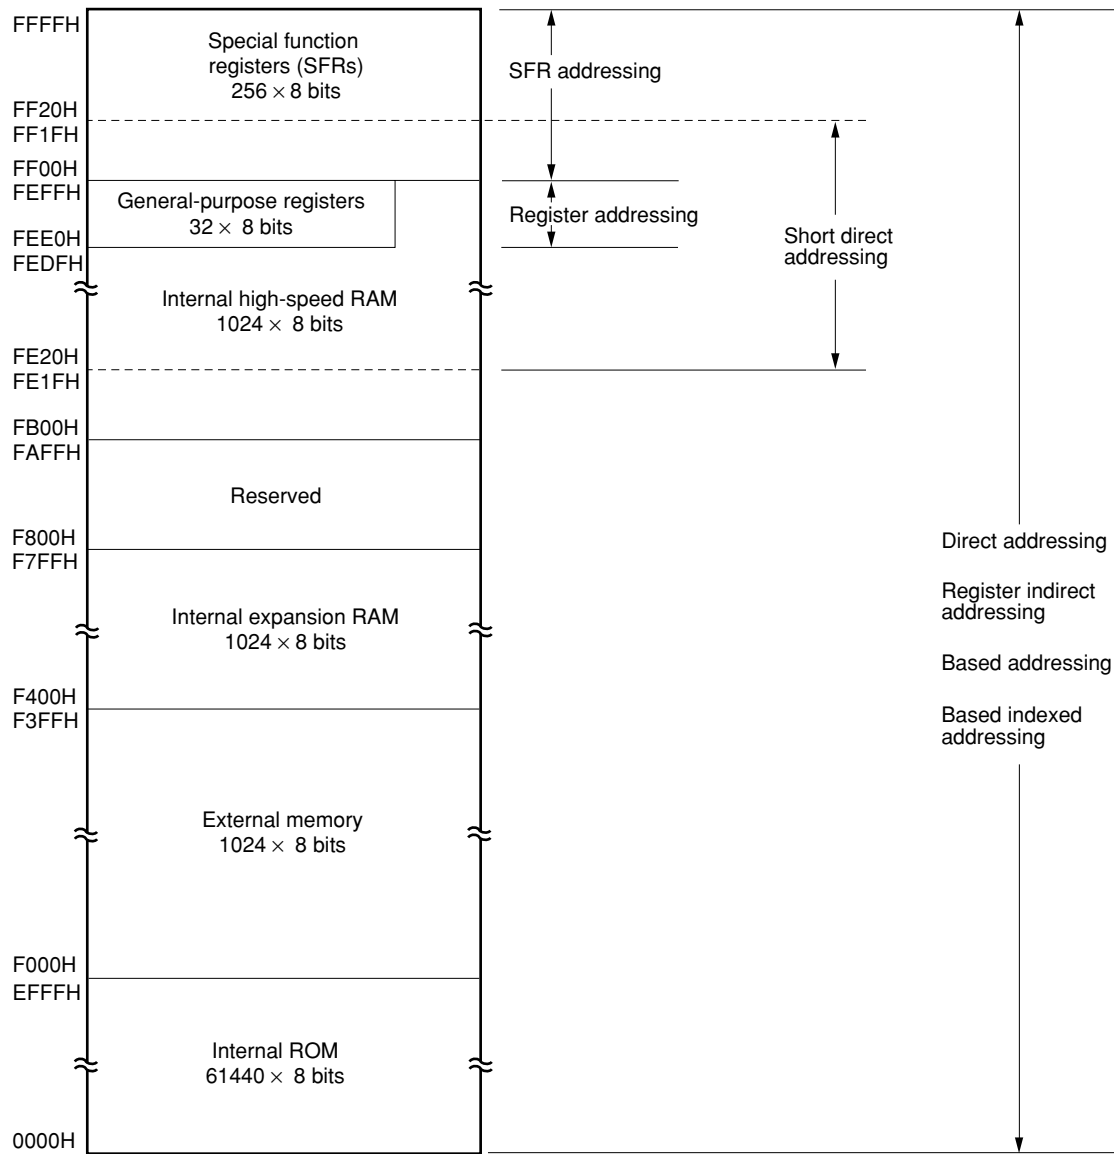 FFFFH
Special function
registers (SFRs)
256 × 8 bits
SFR addressing
FF20H
FF1FH
FF00H
FEFFH
General-purpose registers
32 × 8 bits
Register addressing
FEE0H
FEDFH
Short direct
addressing
Internal high-speed RAM
1024 × 8 bits
FE20H
FE1FH
FB00H
FAFFH
Reserved
F800H
F7FFH
Direct addressing
Register indirect
addressing
Based addressing
Based indexed
addressing
Internal expansion RAM
1024 × 8 bits
F400H
F3FFH
External memory
1024 × 8 bits
F000H
EFFFH
Internal ROM
61440 × 8 bits
0000H